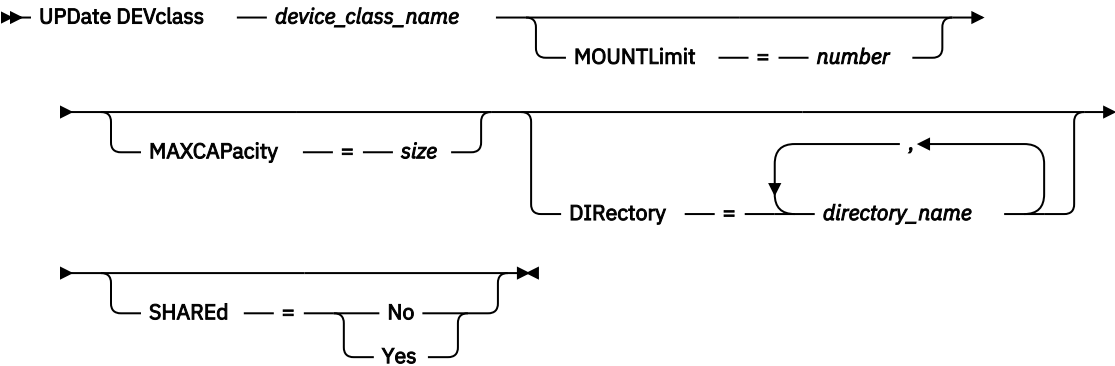 UPDate DEVclass device_class_name
MOUNTLimit = number
MAXCAPacity = size
,
DIRectory = directory_name
SHAREd = No
Yes